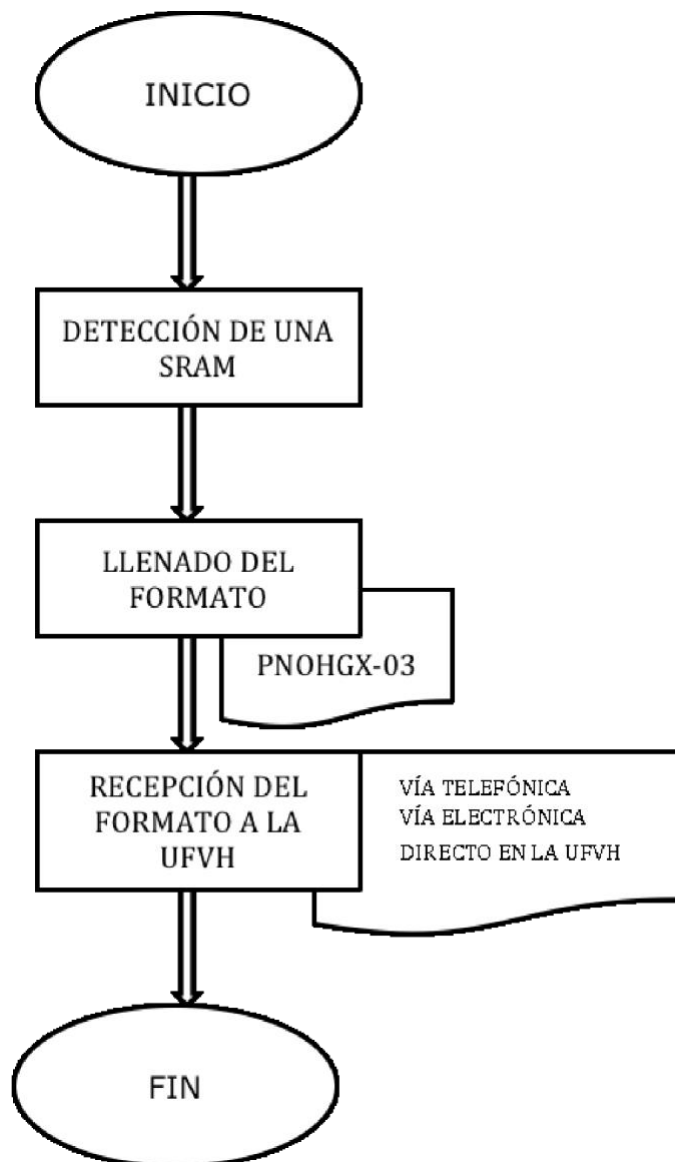 INICIO
DETECCIÓN DE UNA
SRAM
LLENADO DEL
FORMATO
PNOHGX-03
RECEPCIÓN DEL
FORMATO A LA
UFVH
VÍA TELEFÓNICA
VÍA ELECTRÓNICA
DIRECTO EN LA UFVH
FIN